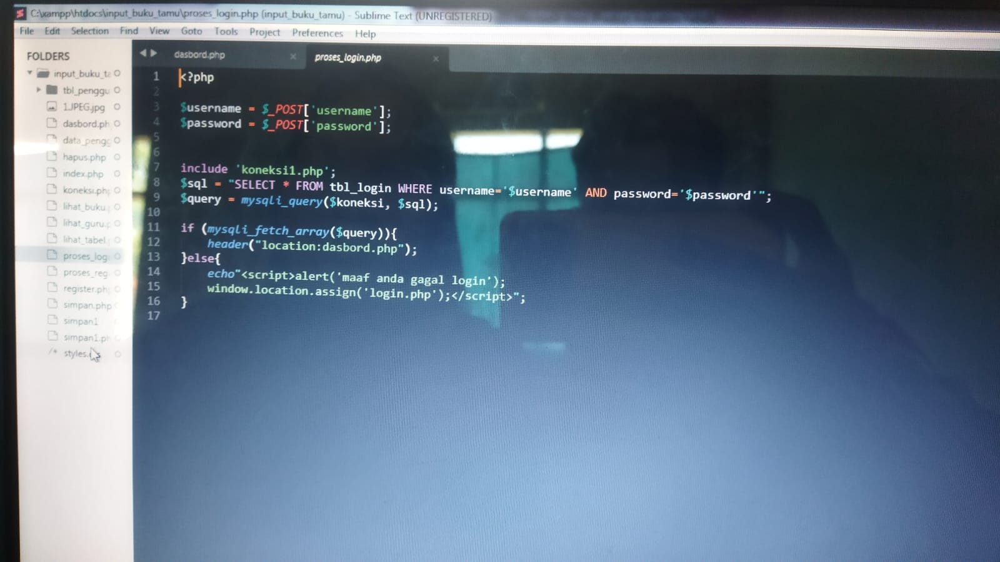 C:\xampp\htdocs\input_buku_tamu\proses_login.php (input_buku_tamu) - Sublime Text (UNREGISTERED)
File Edit Selection Find View Goto Tools Project Preferences Help
FOLDERS
input_buku_ta
tbl_penggu
1.JPEG.jpg
dasbord.ph
data_pengg
hapus.php
index.php
koneksi.php
lihat_buku.
lihat_guru.p
lihat_tabel.
proses_log
proses_reg
register.ph
simpan.php
simpan1
simpan1.ph
/* styles.
dasbord.php × proses_login.php ×
1 <?php
2
3 $username = $_POST['username'];
4 $password = $_POST['password'];
5
6
7 include 'koneksi1.php';
8 $sql = "SELECT * FROM tbl_login WHERE username='$username' AND password='$password'";
9 $query = mysqli_query($koneksi, $sql);
10
11 if (mysqli_fetch_array($query)){
12 header("location:dasbord.php");
13 }else{
14 echo"<script>alert('maaf anda gagal login');
15 window.location.assign('login.php');</script>";
16 }
17